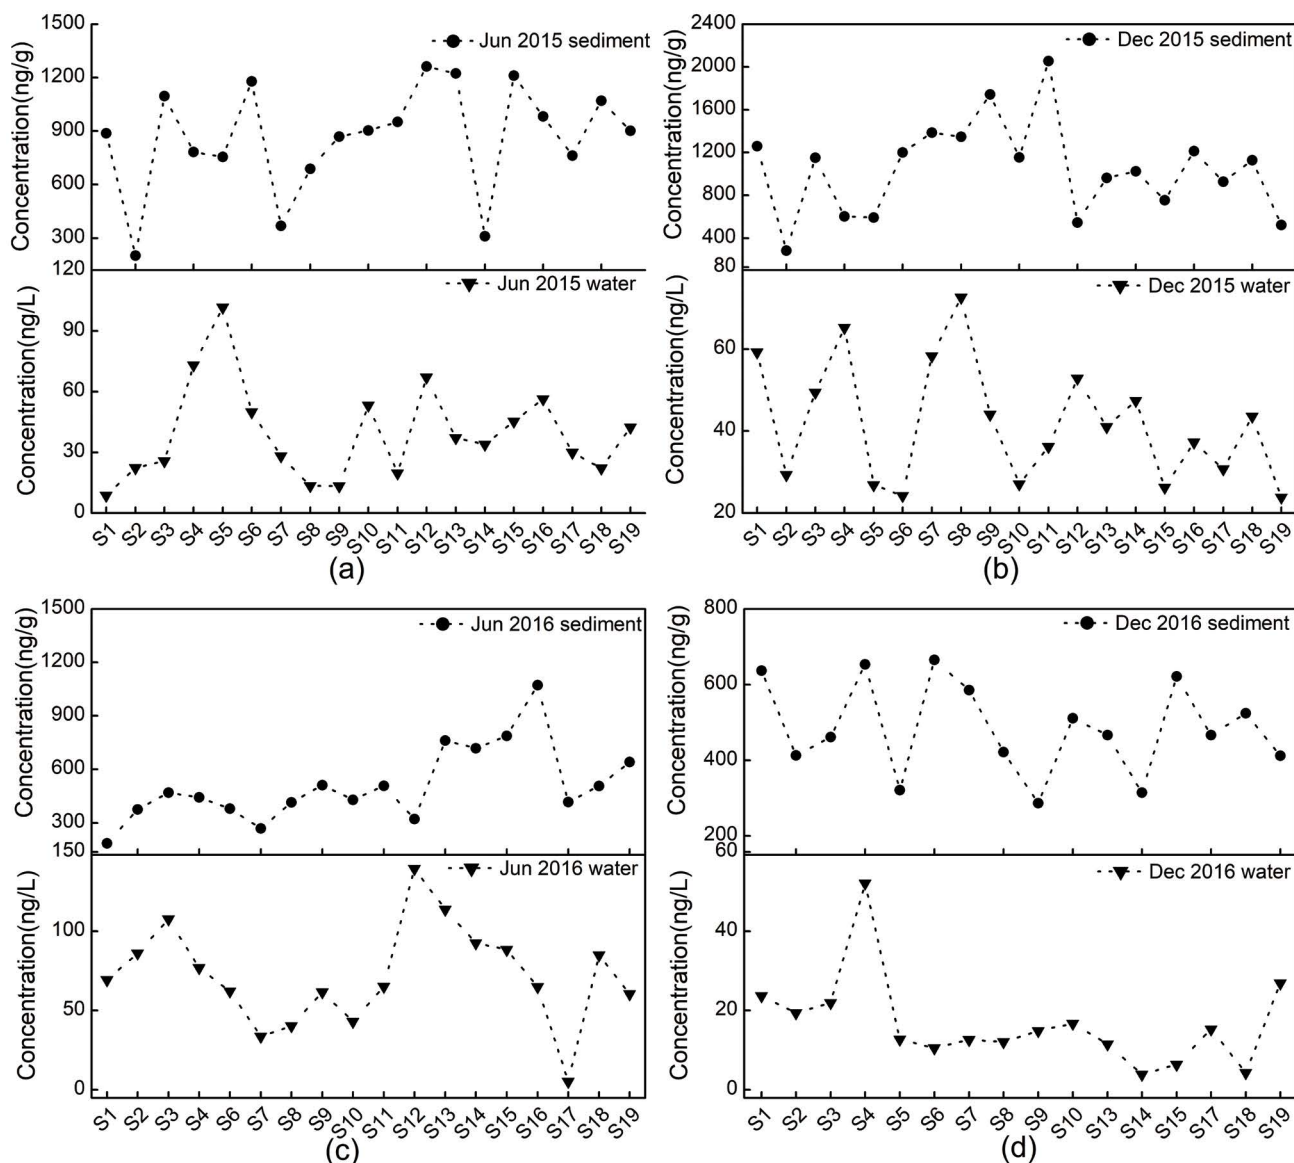 Concentration(ng/g)
1500
1200
900
600
300
120
Jun 2015 sediment
Concentration(ng/L)
90
60
30
0
Jun 2015 water
S1 S2 S3 S4 S5 S6 S7 S8 S9 S10 S11 S12 S13 S14 S15 S16 S17 S18 S19
(a)
Concentration(ng/g)
2400
2000
1600
1200
800
400
80
Dec 2015 sediment
Concentration(ng/L)
60
40
20
Dec 2015 water
S1 S2 S3 S4 S5 S6 S7 S8 S9 S10 S11 S12 S13 S14 S15 S16 S17 S18 S19
(b)
Concentration(ng/g)
1500
1200
900
600
300
150
Jun 2016 sediment
Concentration(ng/L)
100
50
0
Jun 2016 water
S1 S2 S3 S4 S6 S7 S8 S9 S10 S11 S12 S13 S14 S15 S16 S17 S18 S19
(c)
Concentration(ng/g)
800
600
400
200
60
Dec 2016 sediment
Concentration(ng/L)
40
20
0
Dec 2016 water
S1 S2 S3 S4 S5 S6 S7 S8 S9 S10 S13 S14 S15 S17 S18 S19
(d)